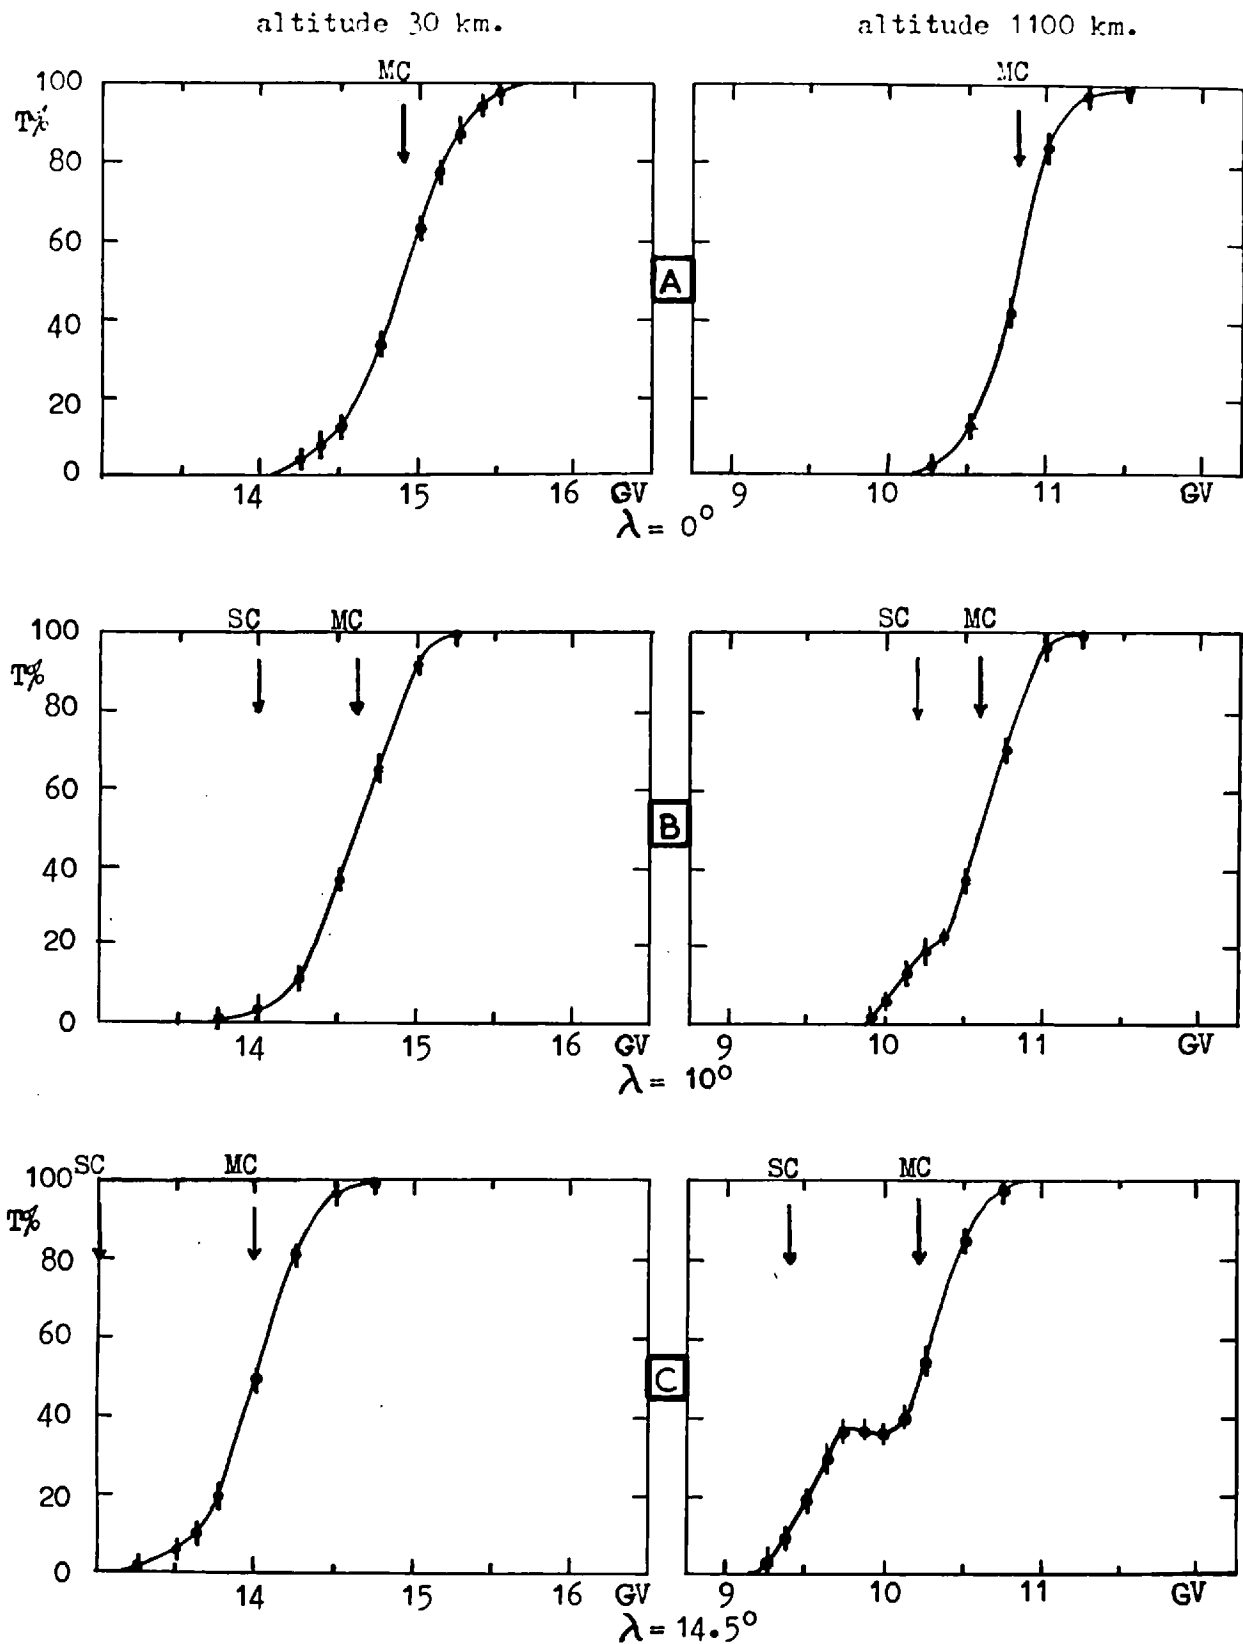 altitude 30 km. altitude 1100 km.
MC MC
100
T%
80
60
A
40
20
0
14 15 16 GV 9 10 11 GV
λ = 0°
SC MC SC MC
100
T%
80
60
B
40
20
0
14 15 16 GV 9 10 11 GV
λ = 10°
SC MC SC MC
100
T%
80
60
C
40
20
0
14 15 16 GV 9 10 11 GV
λ = 14.5°